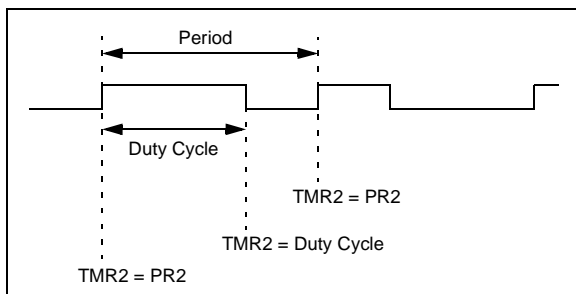 Period
Duty Cycle
TMR2 = PR2
TMR2 = Duty Cycle
TMR2 = PR2